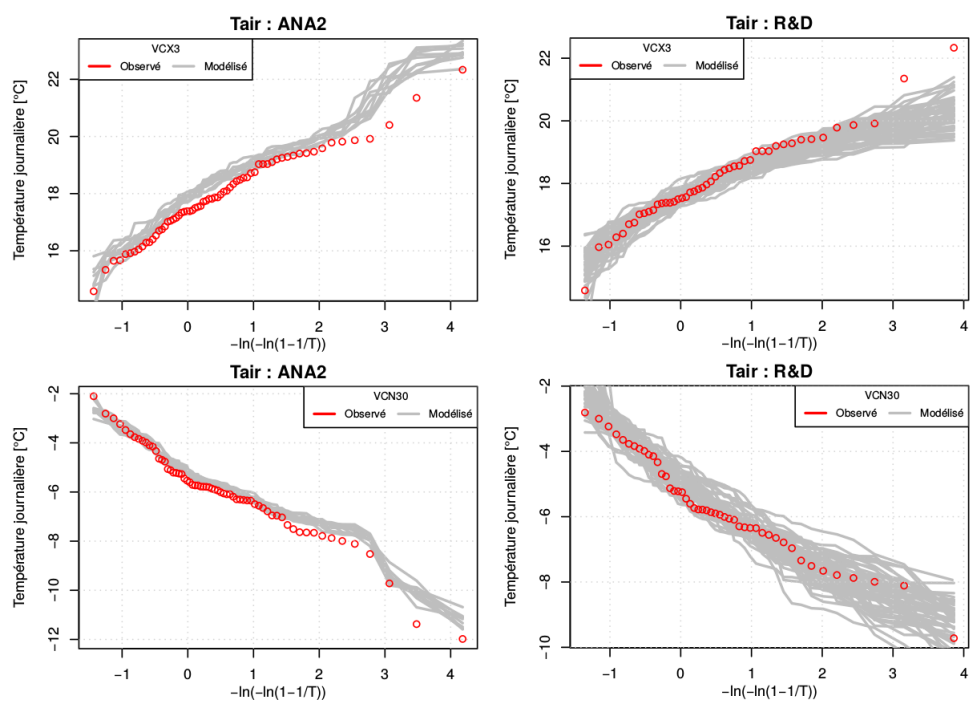 Tair : ANA2
VCX3
Observé Modélisé
Température journalière [°C]
22
20
18
16
−1 0 1 2 3 4
−ln(−ln(1−1/T))
Tair : R&D
VCX3
Observé Modélisé
Température journalière [°C]
22
20
18
16
−1 0 1 2 3 4
−ln(−ln(1−1/T))
Tair : ANA2
VCN30
Observé Modélisé
Température journalière [°C]
−2
−4
−6
−8
−10
−12
−1 0 1 2 3 4
−ln(−ln(1−1/T))
Tair : R&D
VCN30
Observé Modélisé
Température journalière [°C]
−2
−4
−6
−8
−10
−1 0 1 2 3 4
−ln(−ln(1−1/T))